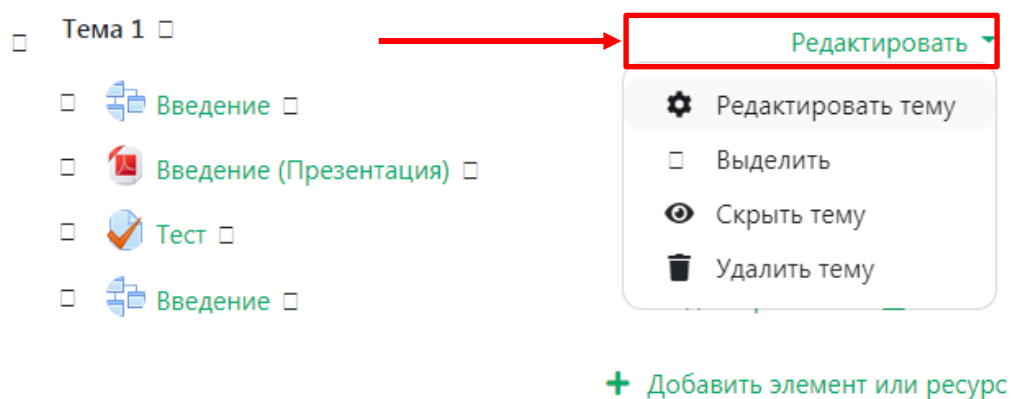 Тема 1
Редактировать
Введение
Введение (Презентация)
Тест
Введение
Редактировать тему
Выделить
Скрыть тему
Удалить тему
Добавить элемент или ресурс